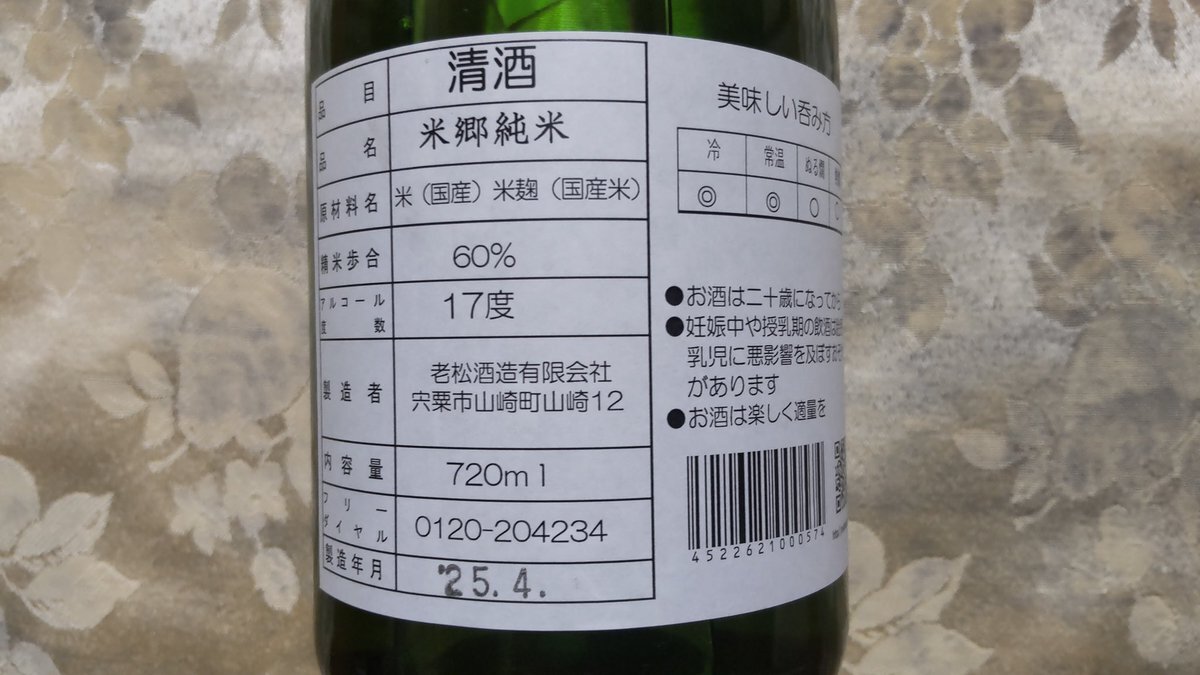 品目 清酒
品名 米郷純米
原材料名 米（国産）米麹（国産米）
精米歩合 60%
アルコール度数 17度
製造者 老松酒造有限会社
宍粟市山崎町山崎12
内容量 720ml
フリーダイヤル 0120-204234
製造年月 '25.4.
美味しい呑み方
冷 常温 ぬる燗
◎ ◎ ○
●お酒は二十歳になってから
●妊娠中や授乳期の飲酒は
乳児に悪影響を及ぼすおそ
があります
●お酒は楽しく適量を
4522621000574